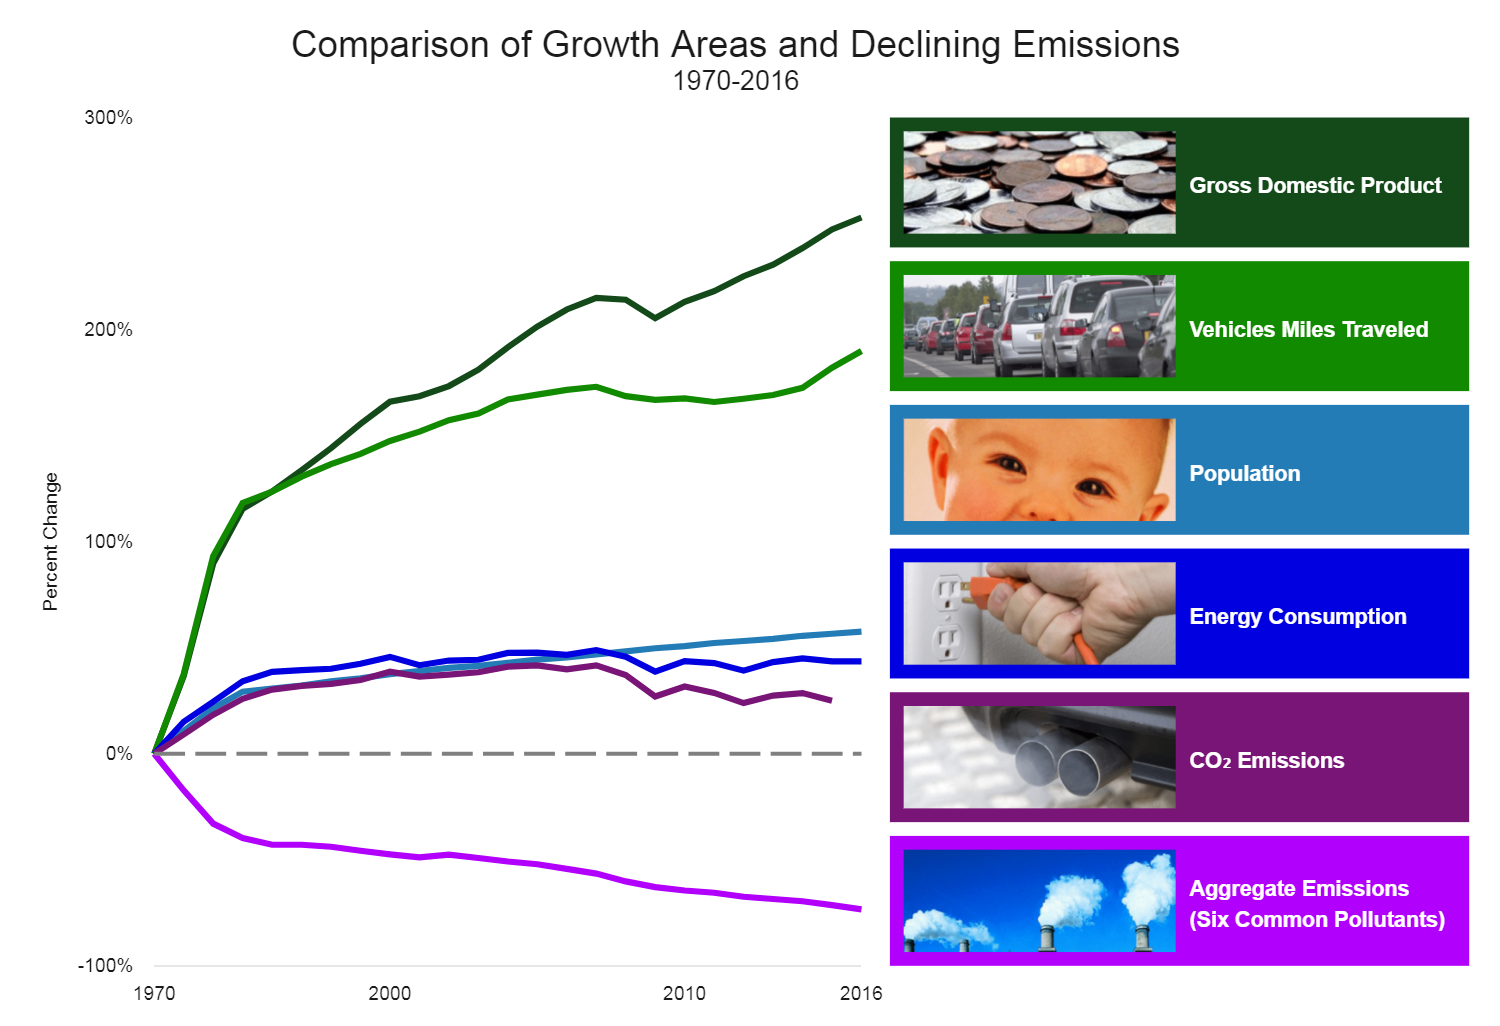 Comparison of Growth Areas and Declining Emissions
1970-2016
300%
200%
100%
0%
-100%
Percent Change
1970
2000
2010
2016
Gross Domestic Product
Vehicles Miles Traveled
Population
Energy Consumption
CO₂ Emissions
Aggregate Emissions
(Six Common Pollutants)